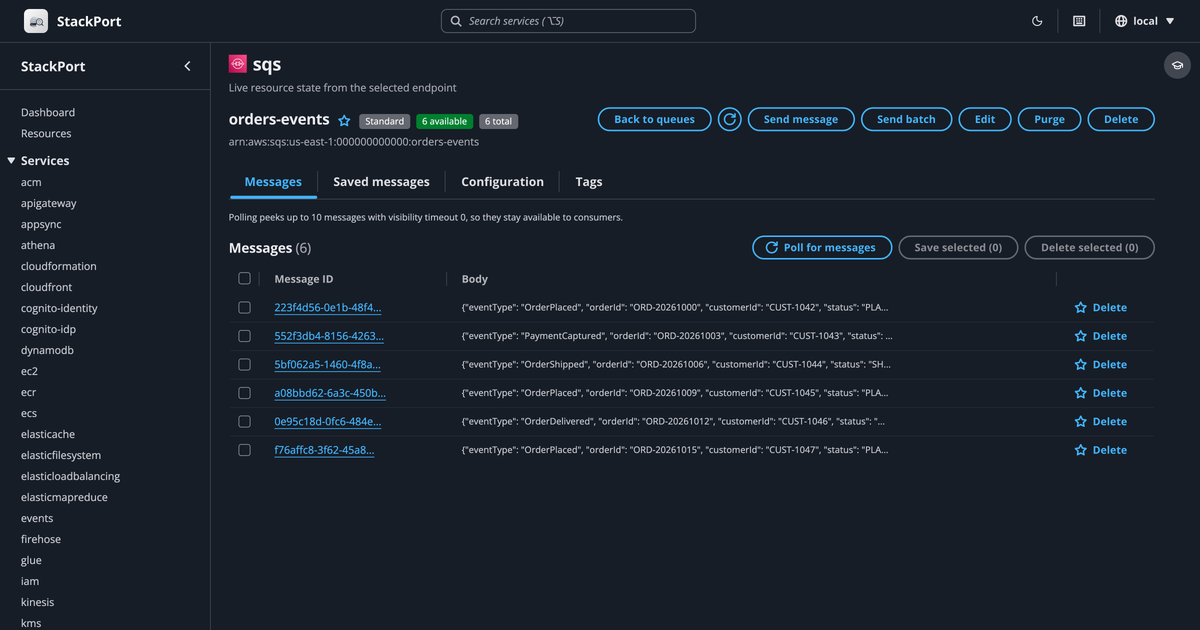 StackPort
Search services (⌥S)
local
StackPort
Dashboard
Resources
Services
acm
apigateway
appsync
athena
cloudformation
cloudfront
cognito-identity
cognito-idp
dynamodb
ec2
ecr
ecs
elasticache
elasticfilesystem
elasticloadbalancing
elasticmapreduce
events
firehose
glue
iam
kinesis
kms
sqs
Live resource state from the selected endpoint
orders-events Standard 6 available 6 total
Back to queues Send message Send batch Edit Purge Delete
arn:aws:sqs:us-east-1:000000000000:orders-events
Messages Saved messages Configuration Tags
Polling peeks up to 10 messages with visibility timeout 0, so they stay available to consumers.
Messages (6) Poll for messages Save selected (0) Delete selected (0)
Message ID Body
223f4d56-0e1b-48f4... {"eventType": "OrderPlaced", "orderId": "ORD-20261000", "customerId": "CUST-1042", "status": "PLA... Delete
552f3db4-8156-4263... {"eventType": "PaymentCaptured", "orderId": "ORD-20261003", "customerId": "CUST-1043", "status": ... Delete
5bf062a5-1460-4f8a... {"eventType": "OrderShipped", "orderId": "ORD-20261006", "customerId": "CUST-1044", "status": "SH... Delete
a08bbd62-6a3c-450b... {"eventType": "OrderPlaced", "orderId": "ORD-20261009", "customerId": "CUST-1045", "status": "PLA... Delete
0e95c18d-0fc6-484e... {"eventType": "OrderDelivered", "orderId": "ORD-20261012", "customerId": "CUST-1046", "status": "... Delete
f76affc8-3f62-45a8... {"eventType": "OrderPlaced", "orderId": "ORD-20261015", "customerId": "CUST-1047", "status": "PLA... Delete